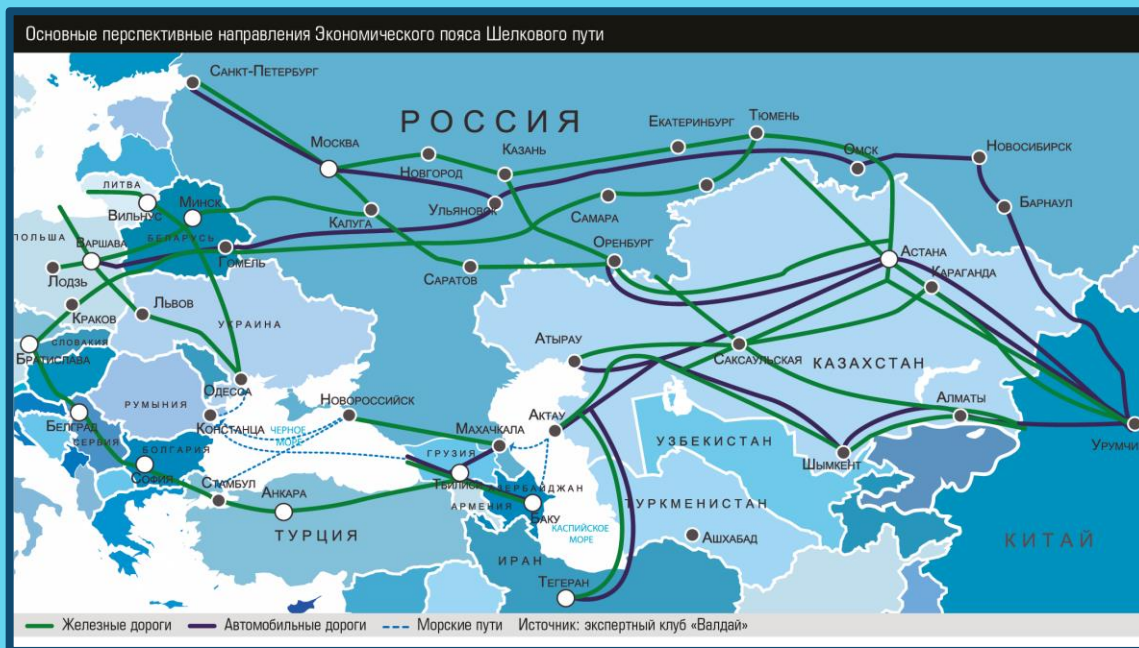 Основные перспективные направления Экономического пояса Шелкового пути
Санкт-Петербург
РОССИЯ
Тюмень
Екатеринбург
Москва
Казань
Омск
Новосибирск
Новгород
Литва
Вильнус
Минск
Калуга
Ульяновск
Самара
Барнаул
Польша
Варшава
Беларусь
Гомель
Оренбург
Астана
Лодзь
Саратов
Караганда
Краков
Львов
Украина
Словакия
Братислава
Атырау
Саксаульская
КАЗАХСТАН
Одесса
Румыния
Новороссийск
Актау
Алматы
Белград
Констанца
Черное
море
Махачкала
УЗБЕКИСТАН
Урумчи
Сербия
Болгария
Грузия
Шымкент
София
Стамбул
Тбилиси
Азербайджан
Анкара
Армения
Баку
ТУРКМЕНИСТАН
ТУРЦИЯ
Каспийское
море
Ашхабад
КИТАЙ
ИРАН
Тегеран
Железные дороги Автомобильные дороги Морские пути Источник: экспертный клуб «Валдай»